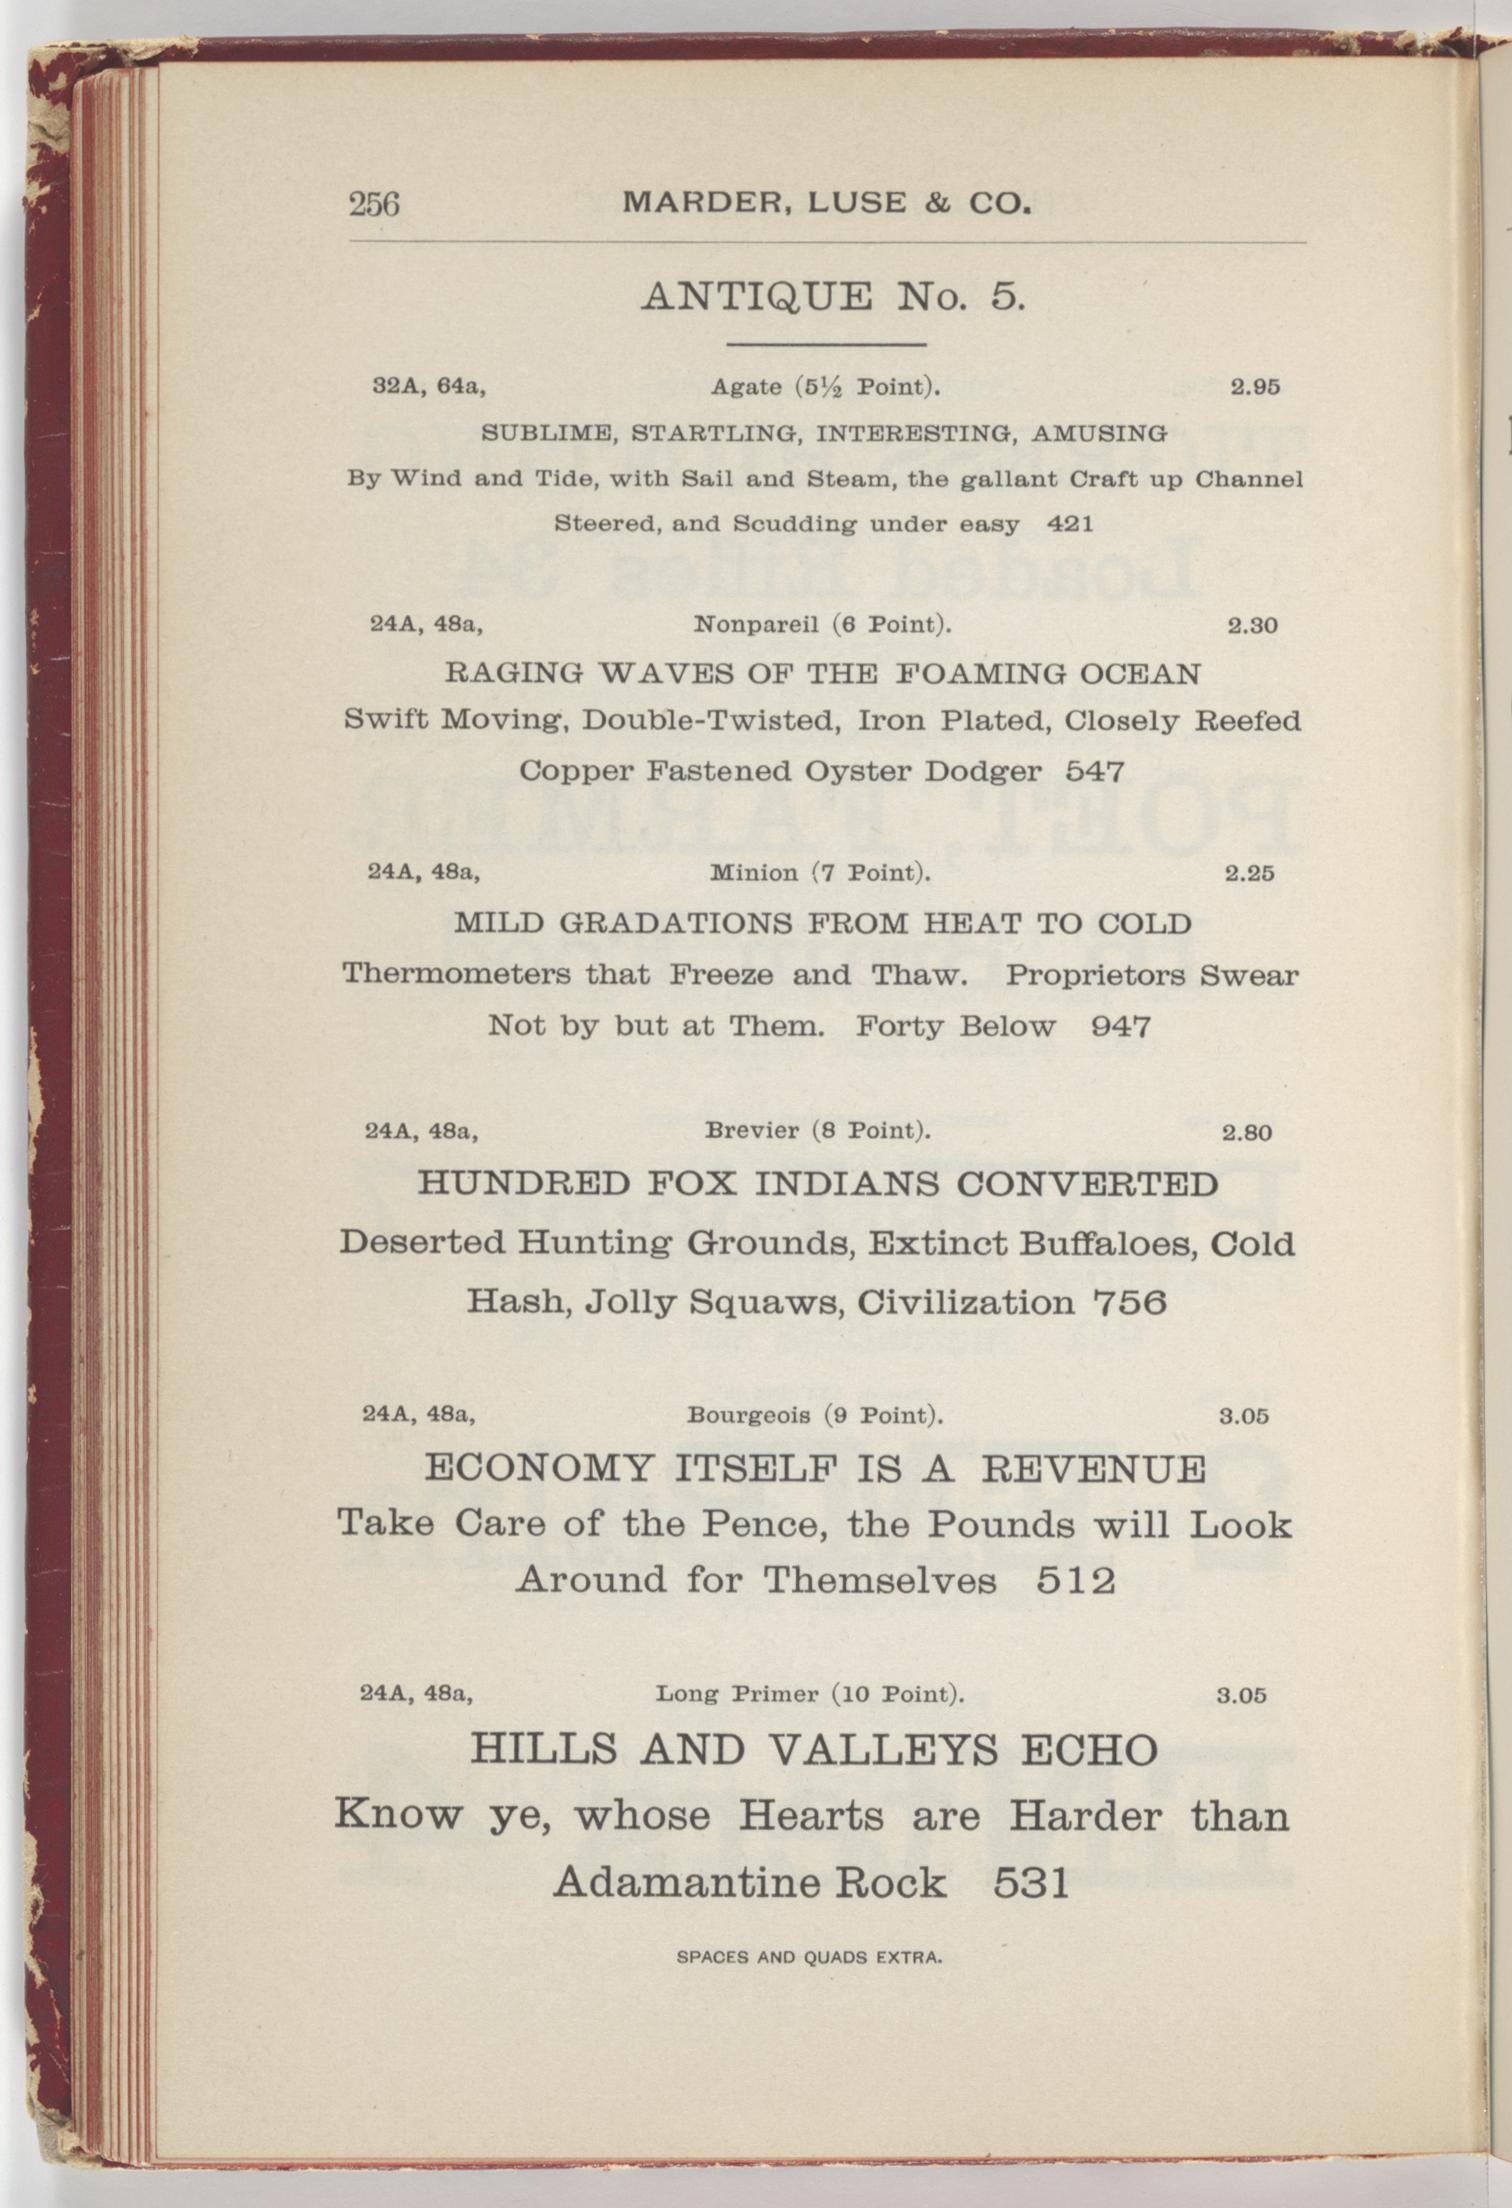 256 MARDER, LUSE & CO.
ANTIQUE No. 5.
32A, 64a, Agate (5½ Point). 2.95
SUBLIME, STARTLING, INTERESTING, AMUSING
By Wind and Tide, with Sail and Steam, the gallant Craft up Channel
Steered, and Scudding under easy 421
24A, 48a, Nonpareil (6 Point). 2.30
RAGING WAVES OF THE FOAMING OCEAN
Swift Moving, Double-Twisted, Iron Plated, Closely Reefed
Copper Fastened Oyster Dodger 547
24A, 48a, Minion (7 Point). 2.25
MILD GRADATIONS FROM HEAT TO COLD
Thermometers that Freeze and Thaw. Proprietors Swear
Not by but at Them. Forty Below 947
24A, 48a, Brevier (8 Point). 2.80
HUNDRED FOX INDIANS CONVERTED
Deserted Hunting Grounds, Extinct Buffaloes, Cold
Hash, Jolly Squaws, Civilization 756
24A, 48a, Bourgeois (9 Point). 3.05
ECONOMY ITSELF IS A REVENUE
Take Care of the Pence, the Pounds will Look
Around for Themselves 512
24A, 48a, Long Primer (10 Point). 3.05
HILLS AND VALLEYS ECHO
Know ye, whose Hearts are Harder than
Adamantine Rock 531
SPACES AND QUADS EXTRA.